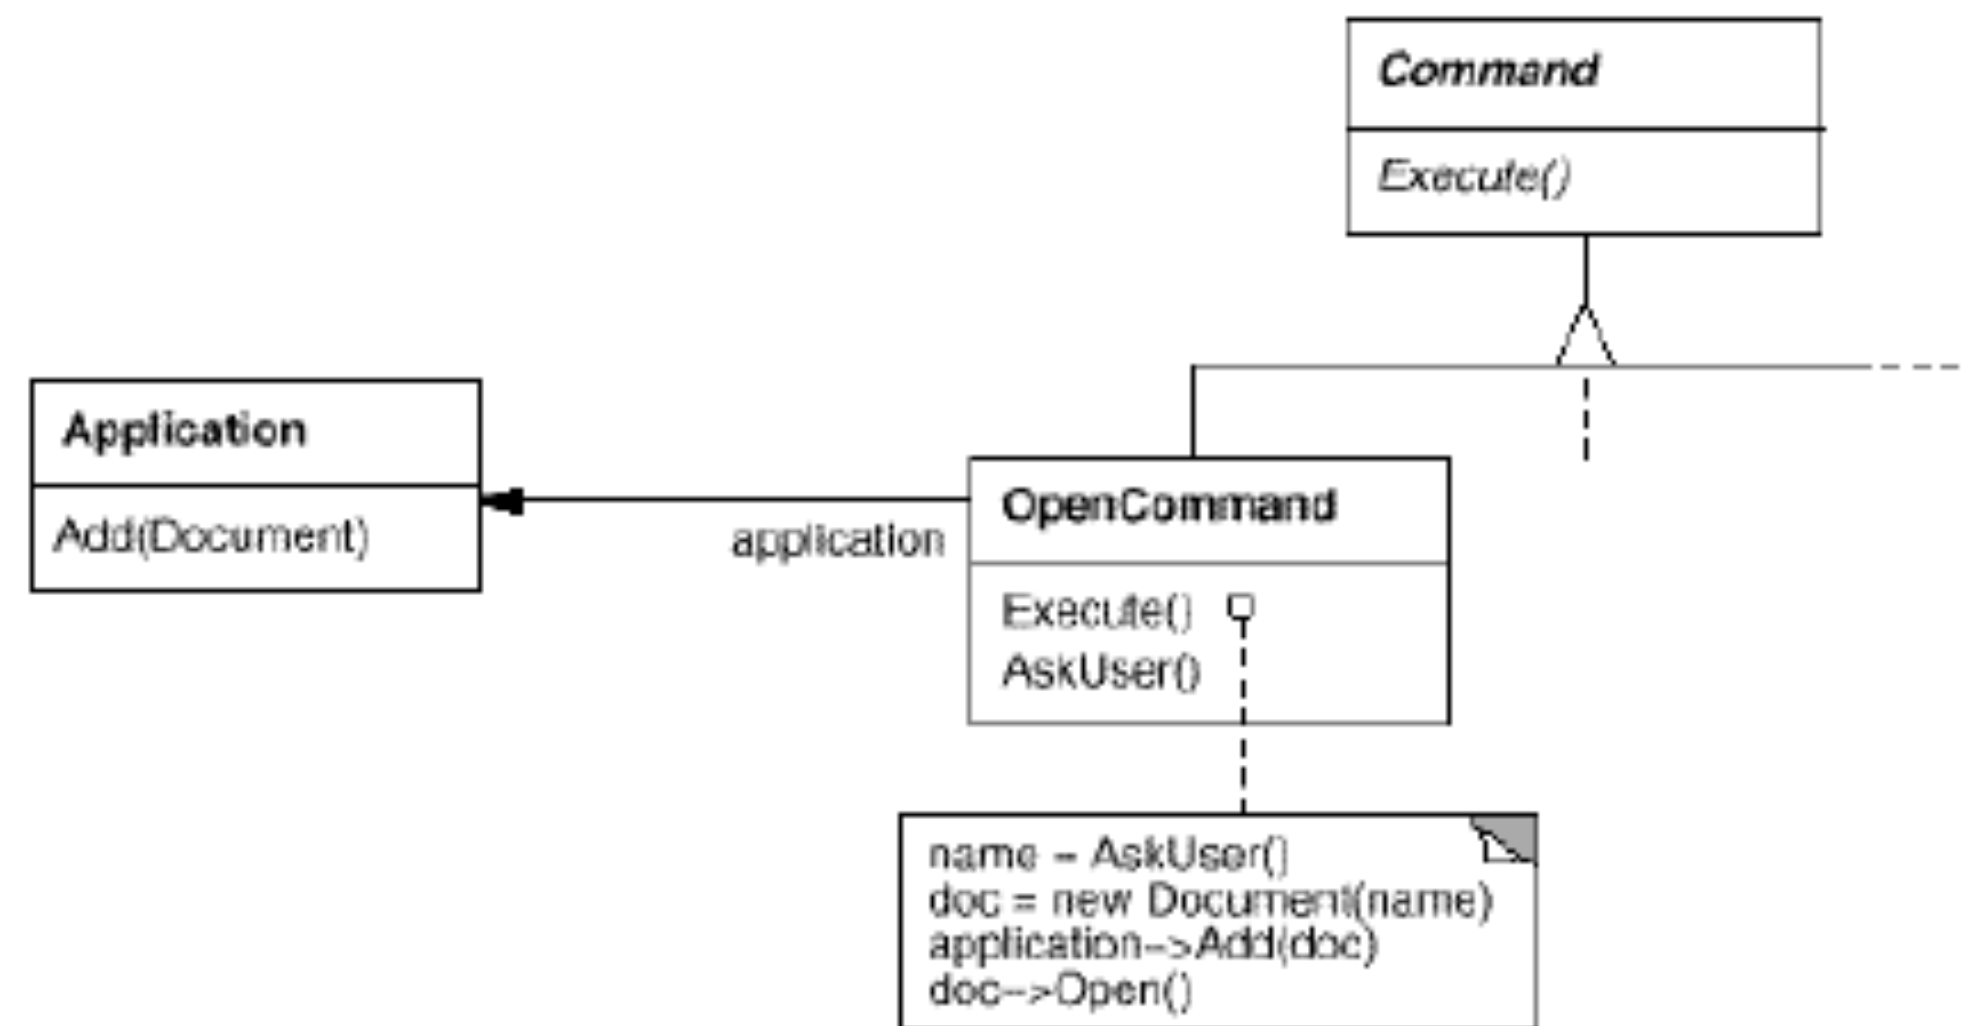 Command
Execute()
Application
Add(Document)
application
OpenCommand
Execute()
AskUser()
name = AskUser()
doc = new Document(name)
application->Add(doc)
doc->Open()